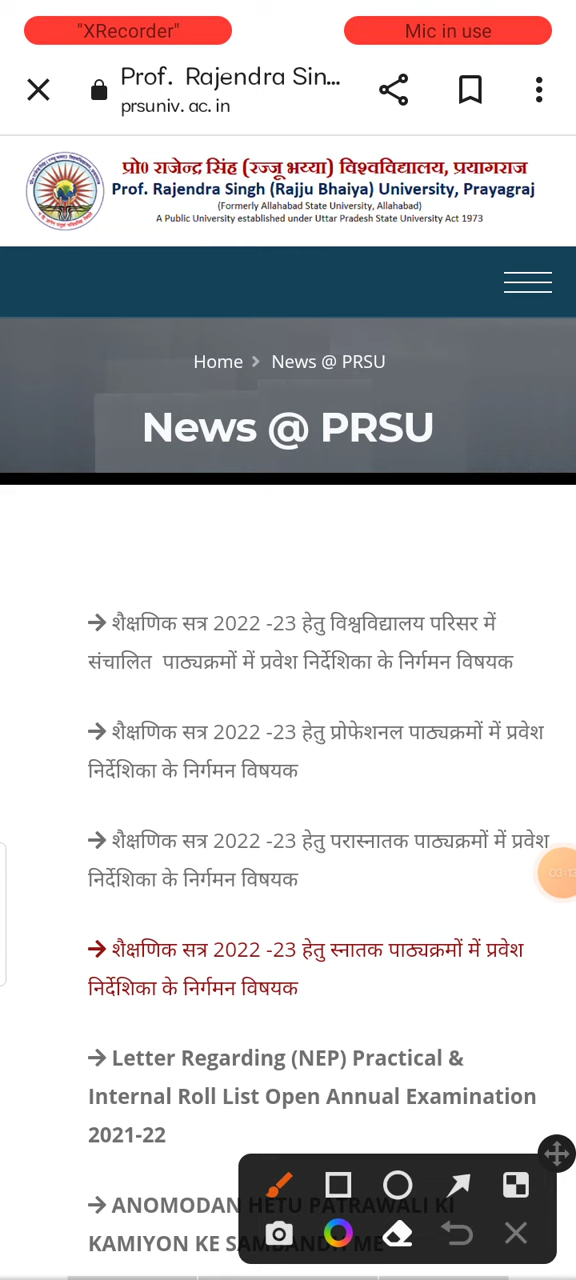 "XRecorder"
Mic in use
Prof. Rajendra Sin...
prsuniv. ac. in
प्रो० राजेन्द्र सिंह (रज्जू भय्या) विश्वविद्यालय, प्रयागराज
Prof. Rajendra Singh (Rajju Bhaiya) University, Prayagraj
(Formerly Allahabad State University, Allahabad)
A Public University established under Uttar Pradesh State University Act 1973
Home > News @ PRSU
News @ PRSU
→ शैक्षणिक सत्र 2022 -23 हेतु विश्वविद्यालय परिसर में
संचालित पाठ्यक्रमों में प्रवेश निर्देशिका के निर्गमन विषयक
→ शैक्षणिक सत्र 2022 -23 हेतु प्रोफेशनल पाठ्यक्रमों में प्रवेश
निर्देशिका के निर्गमन विषयक
→ शैक्षणिक सत्र 2022 -23 हेतु परास्नातक पाठ्यक्रमों में प्रवेश
निर्देशिका के निर्गमन विषयक
03:13
→ शैक्षणिक सत्र 2022 -23 हेतु स्नातक पाठ्यक्रमों में प्रवेश
निर्देशिका के निर्गमन विषयक
→ Letter Regarding (NEP) Practical &
Internal Roll List Open Annual Examination
2021-22
→ ANOMODAN HETU PATRAWALI KI
KAMIYON KE SAMBANDH ME